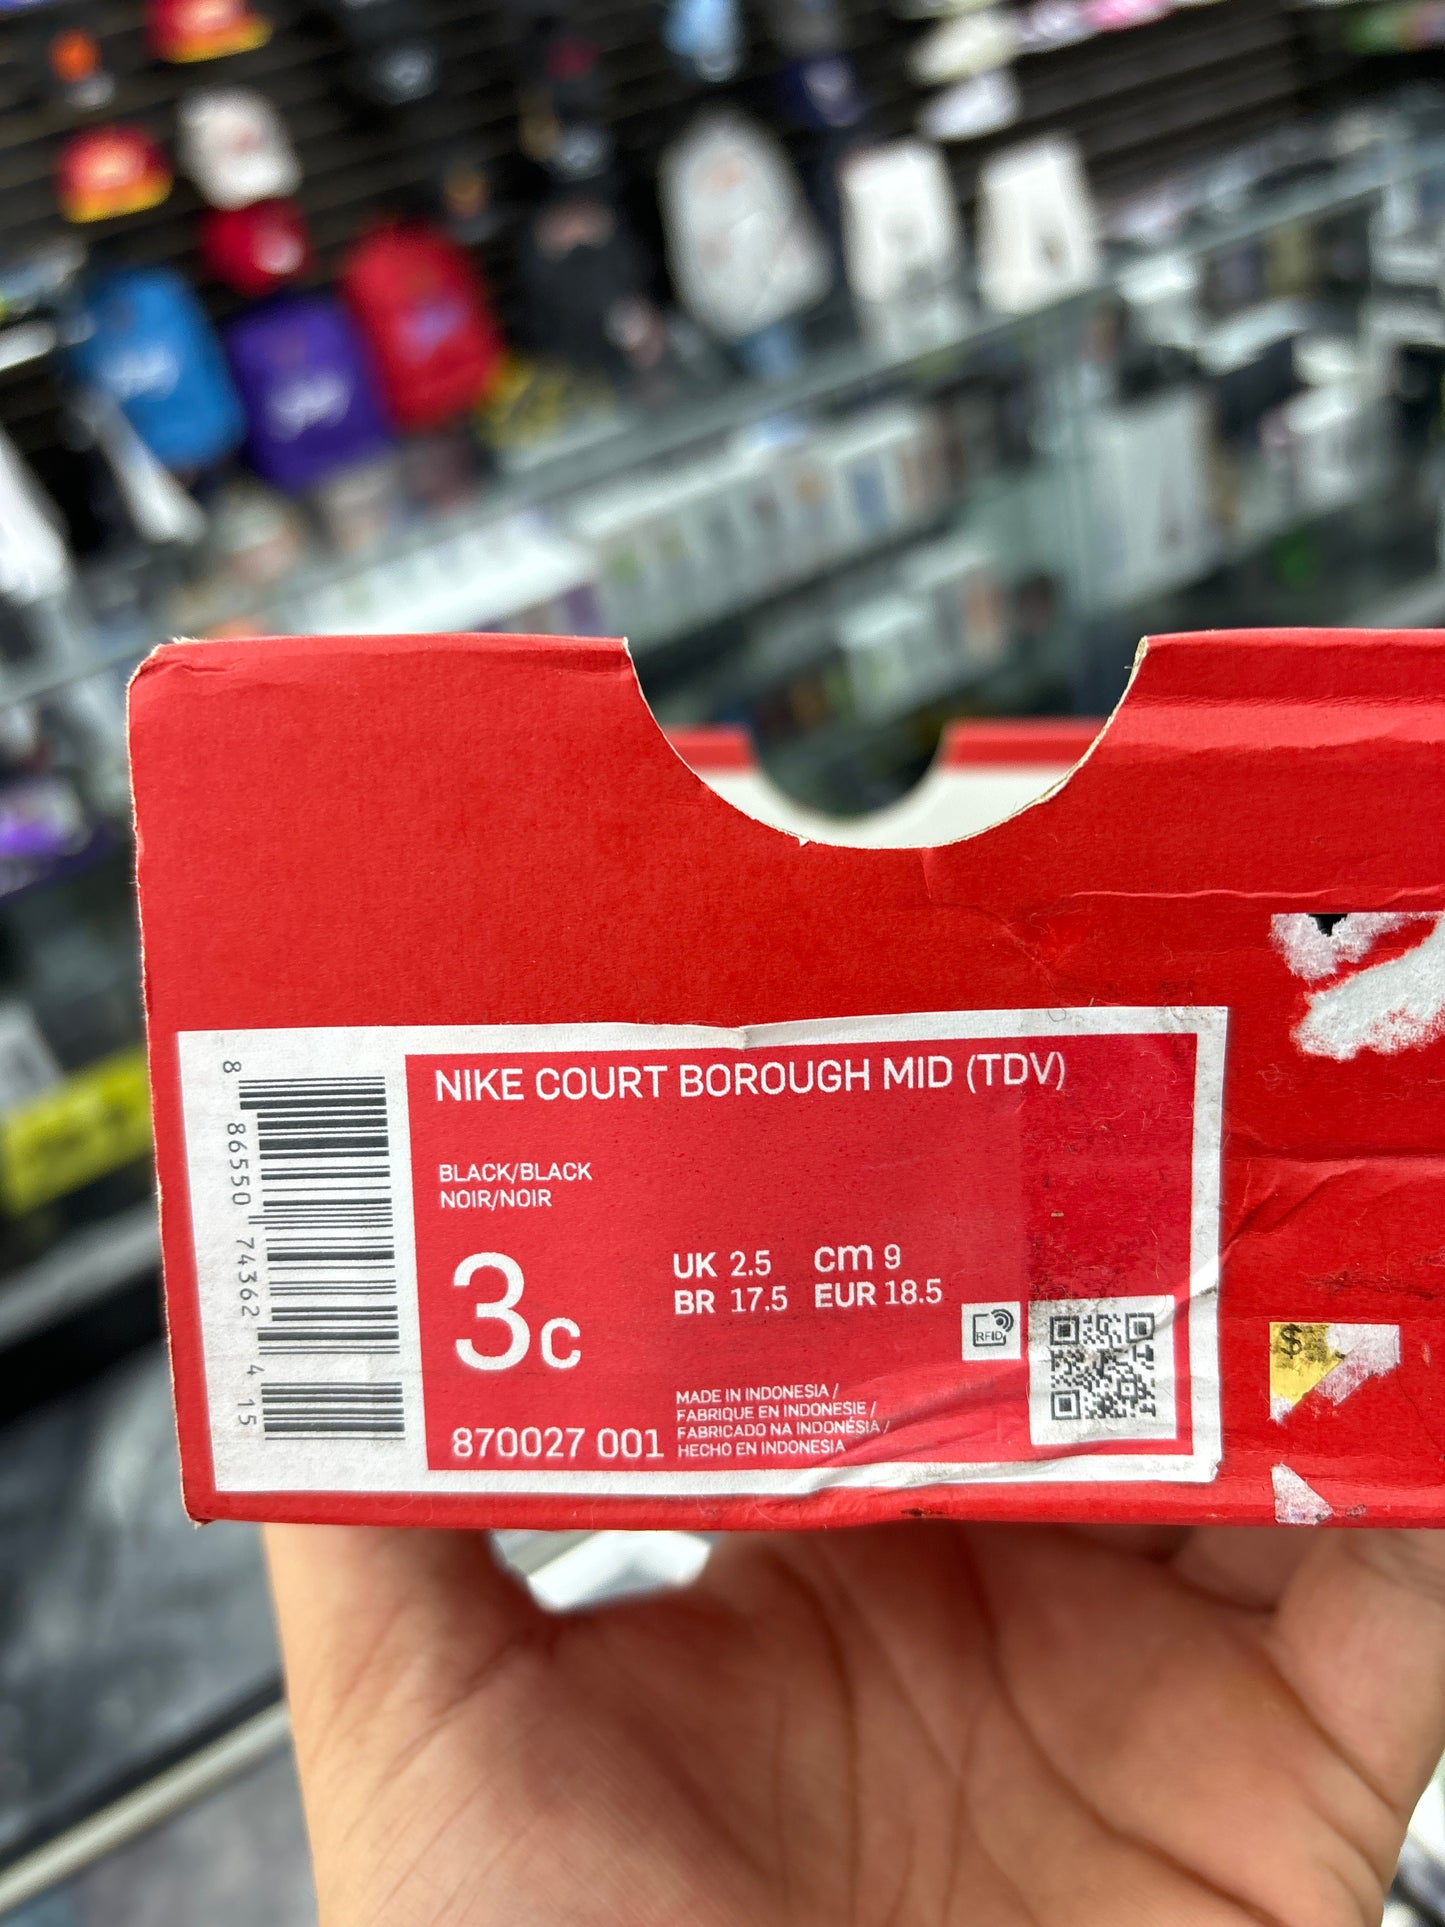 NIKE COURT BOROUGH MID (TDV)
BLACK/BLACK
NOIR/NOIR
3c
UK 2.5 cm 9
BR 17.5 EUR 18.5
RFID
870027 001
MADE IN INDONESIA /
FABRIQUE EN INDONESIE /
FABRICADO NA INDONÉSIA /
HECHO EN INDONESIA
8 86550 74362 4 15
$